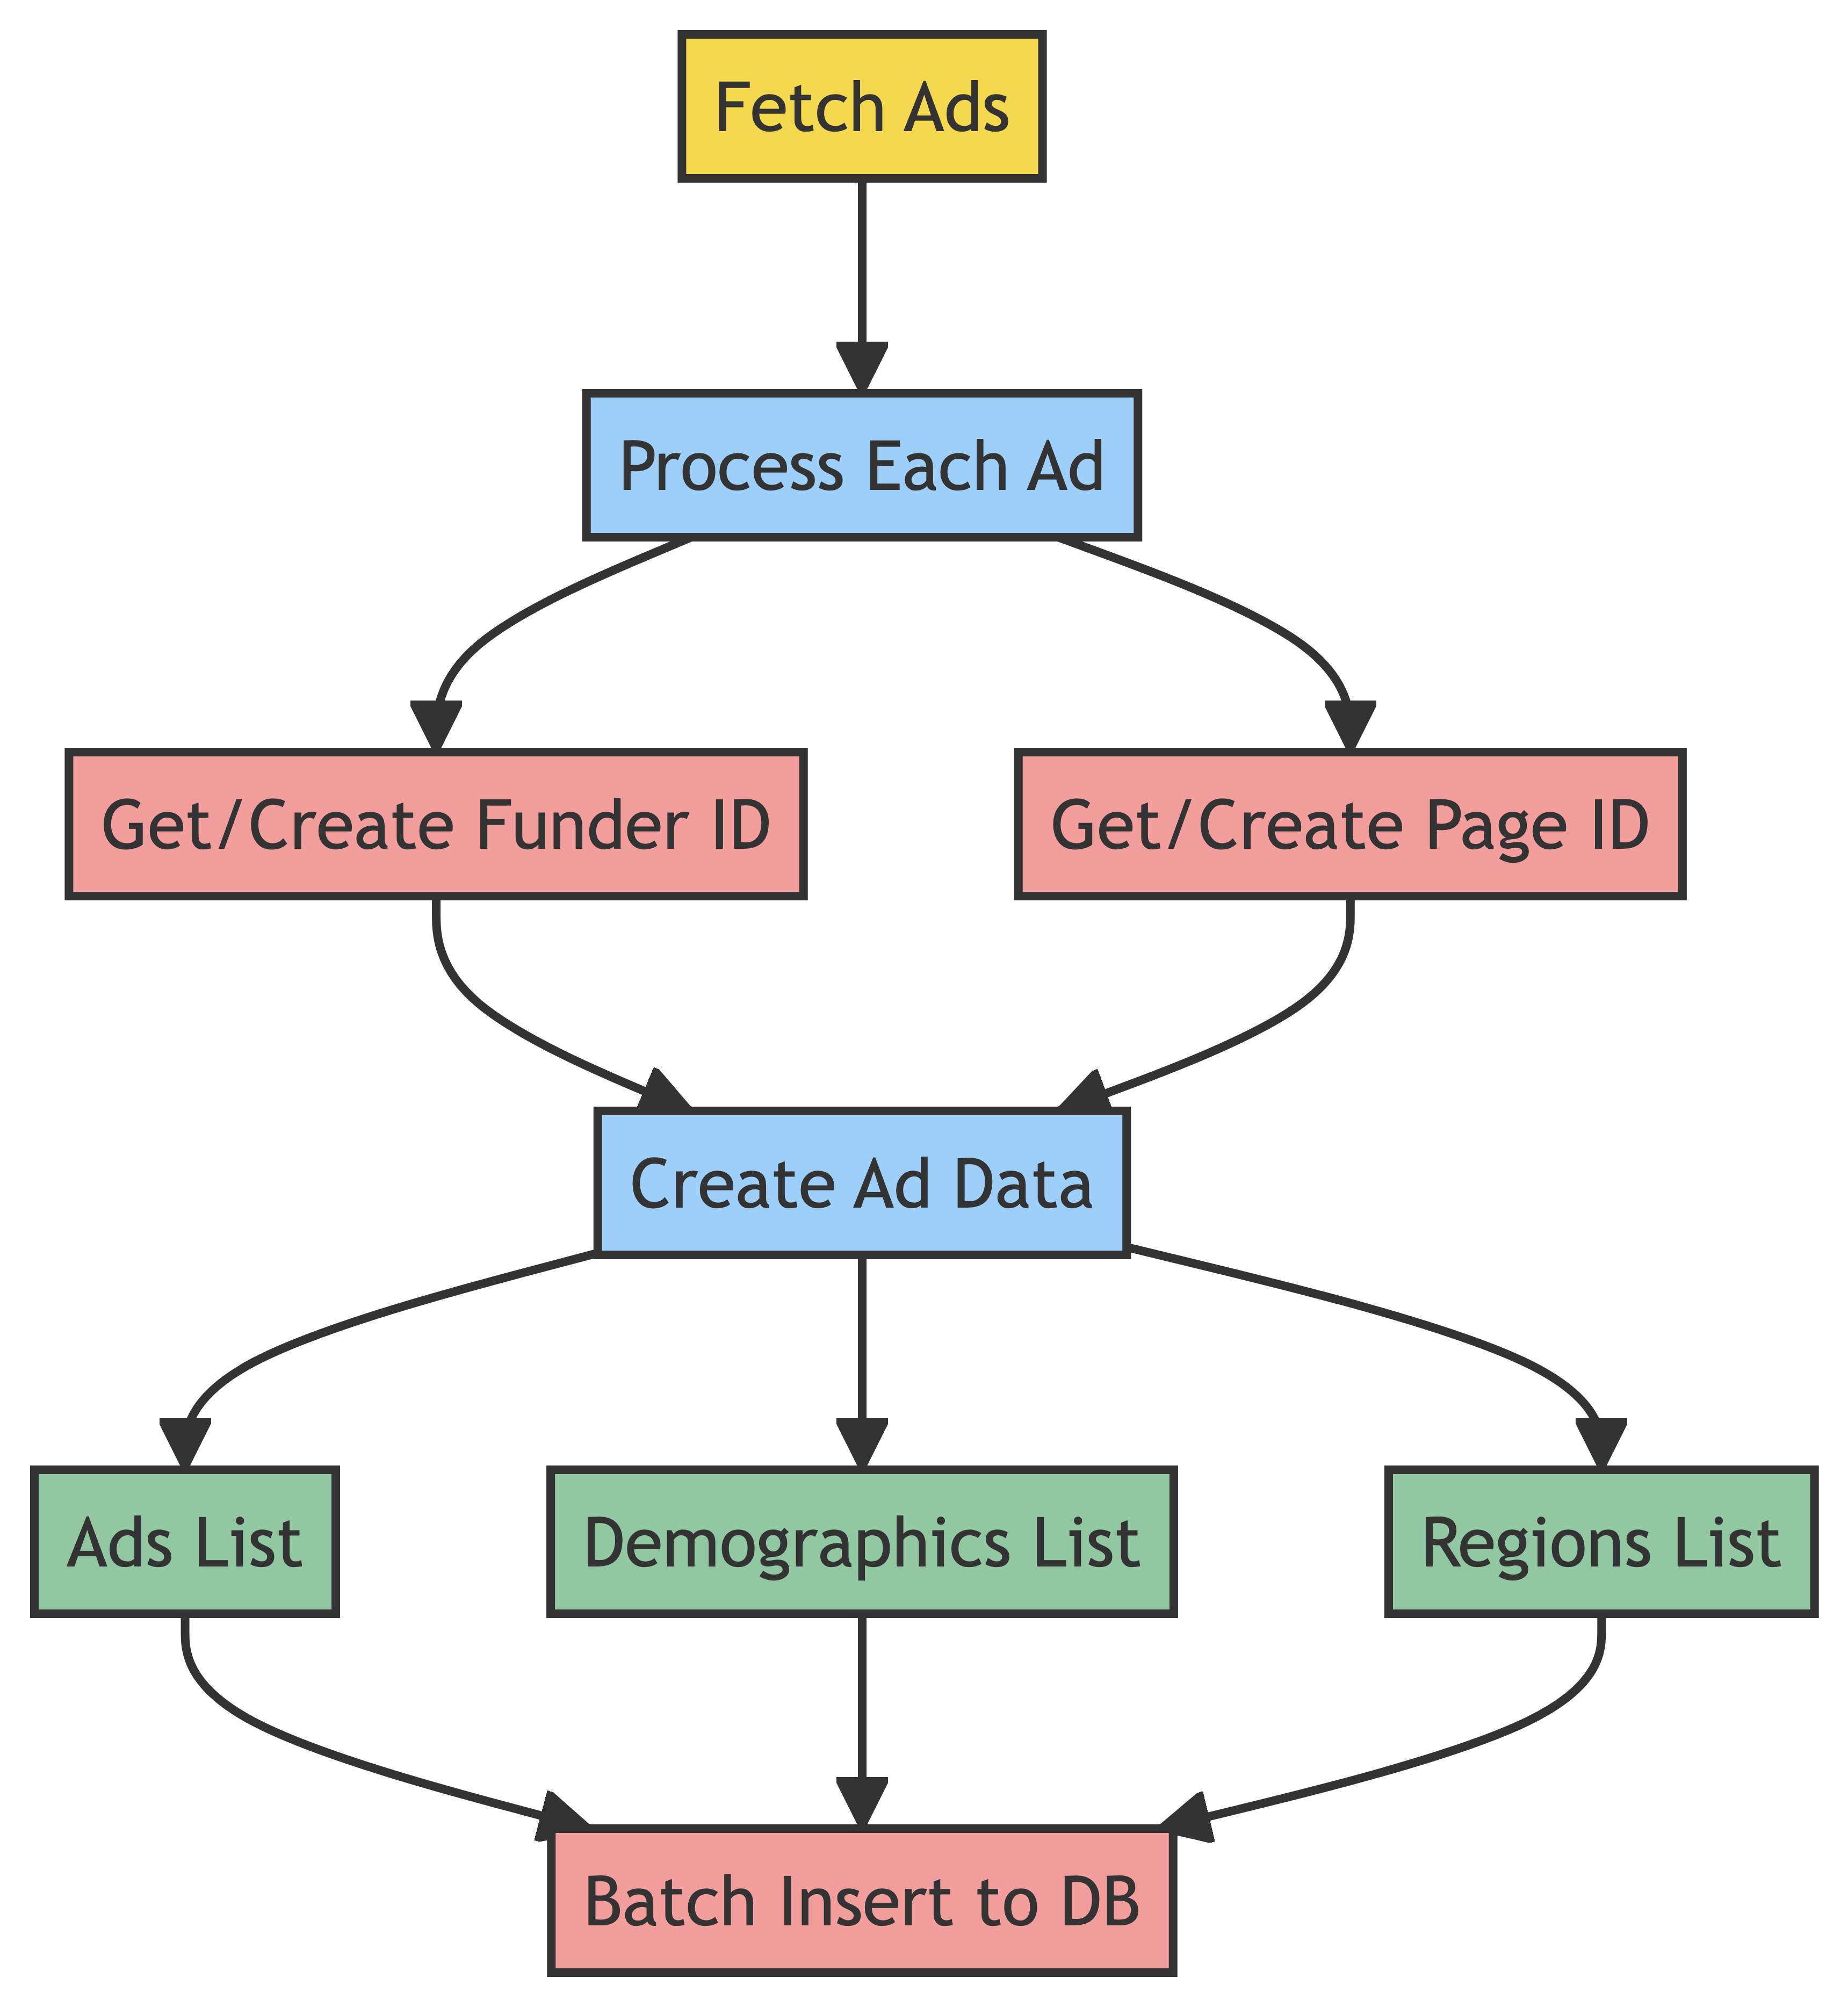 Fetch Ads
Process Each Ad
Get/Create Funder ID
Get/Create Page ID
Create Ad Data
Ads List
Demographics List
Regions List
Batch Insert to DB